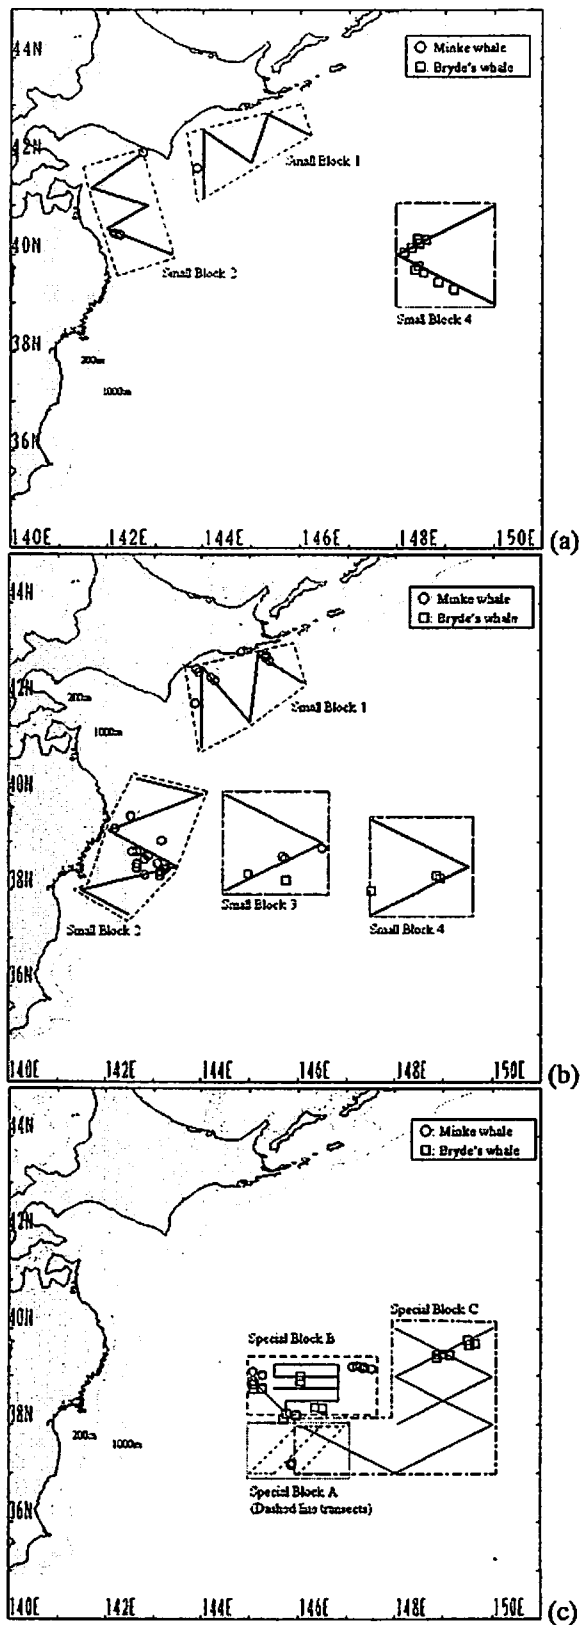 44N
○ Minke whale
□ Bryde's whale
42N
Small Block 1
40N
Small Block 2
Small Block 4
38N
200m
1000m
36N
140E 142E 144E 146E 148E 150E (a)
44N
○ Minke whale
□ Bryde's whale
42N
200m
Small Block 1
1000m
40N
38N
Small Block 2
Small Block 3
Small Block 4
36N
140E 142E 144E 146E 148E 150E (b)
44N
○: Minke whale
□: Bryde's whale
42N
40N
Special Block C
Special Block B
38N
200m
1000m
Special Block A
(Dashed line transects)
36N
140E 142E 144E 146E 148E 150E (c)